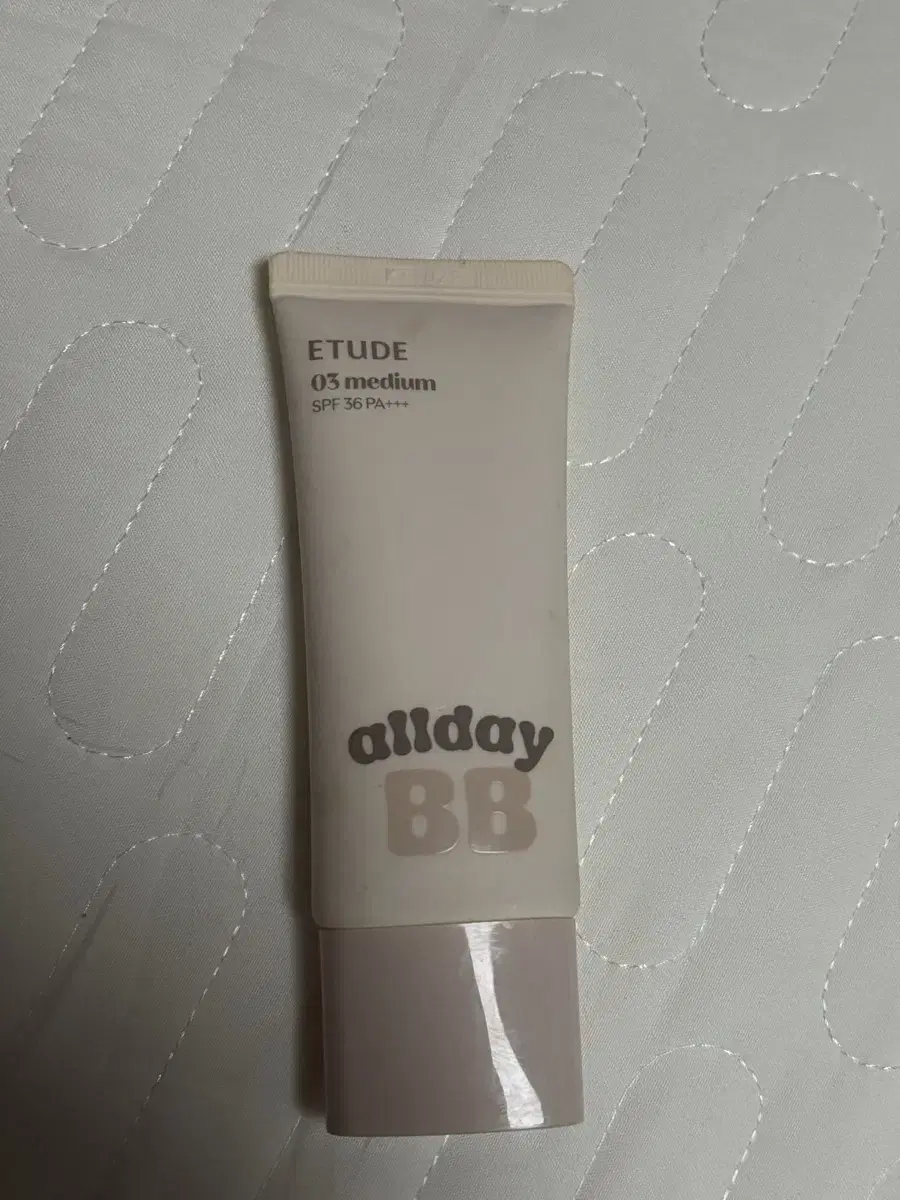 ETUDE
03 medium
SPF 36 PA+++
allday
BB